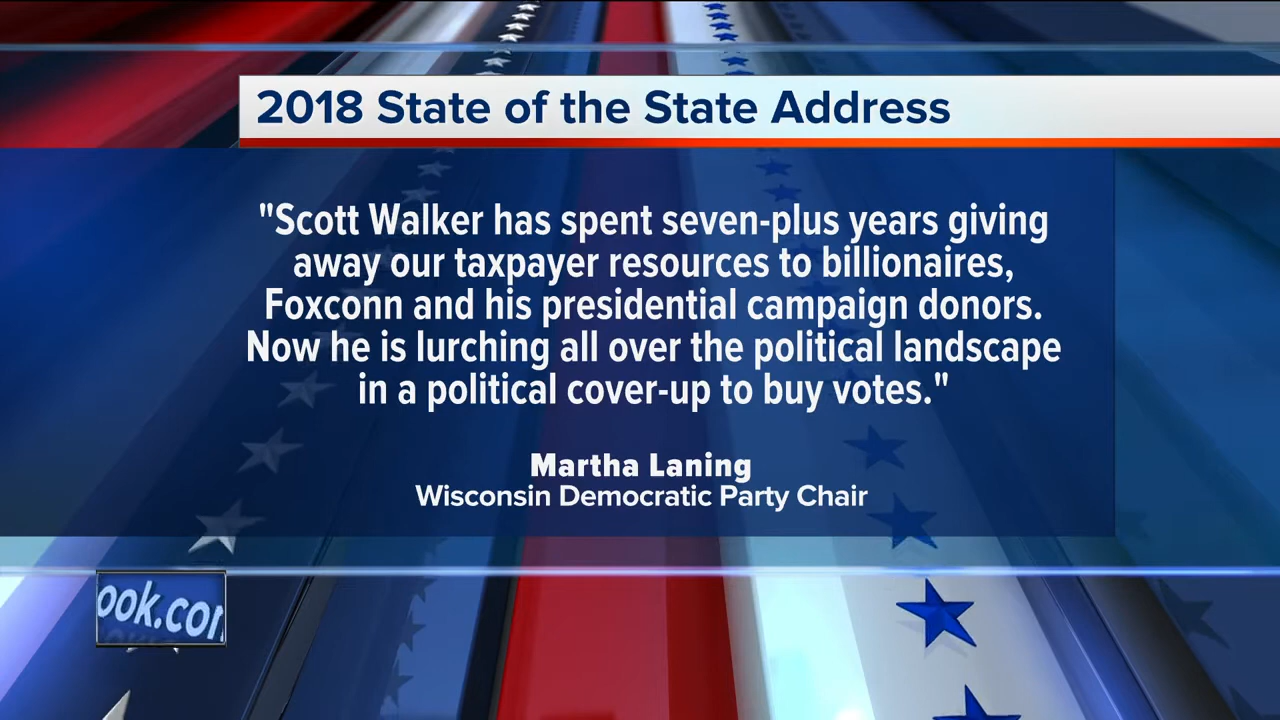 2018 State of the State Address
"Scott Walker has spent seven-plus years giving
away our taxpayer resources to billionaires,
Foxconn and his presidential campaign donors.
Now he is lurching all over the political landscape
in a political cover-up to buy votes."
Martha Laning
Wisconsin Democratic Party Chair
ook.com